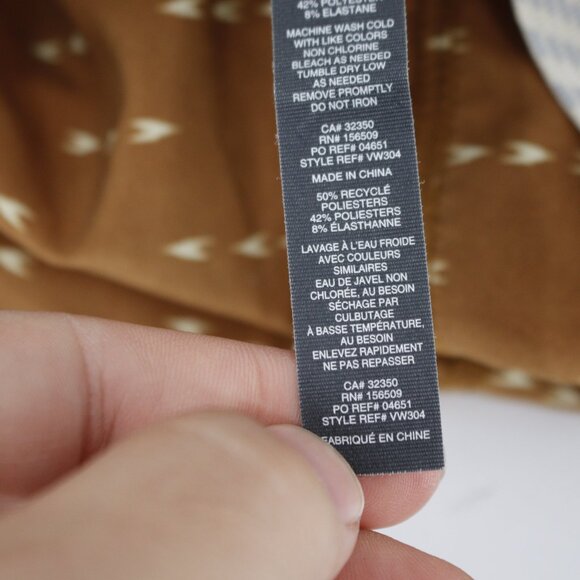 42% POLYESTER
8% ELASTANE
MACHINE WASH COLD
WITH LIKE COLORS
NON CHLORINE
BLEACH AS NEEDED
TUMBLE DRY LOW
AS NEEDED
REMOVE PROMPTLY
DO NOT IRON
CA# 32350
RN# 156509
PO REF# 04651
STYLE REF# VW304
MADE IN CHINA
50% RECYCLÉ
POLIESTERS
42% POLIESTERS
8% ÉLASTHANNE
LAVAGE À L'EAU FROIDE
AVEC COULEURS
SIMILAIRES
EAU DE JAVEL NON
CHLORÉE, AU BESOIN
SÉCHAGE PAR
CULBUTAGE
À BASSE TEMPÉRATURE,
AU BESOIN
ENLEVEZ RAPIDEMENT
NE PAS REPASSER
CA# 32350
RN# 156509
PO REF# 04651
STYLE REF# VW304
FABRIQUÉ EN CHINE